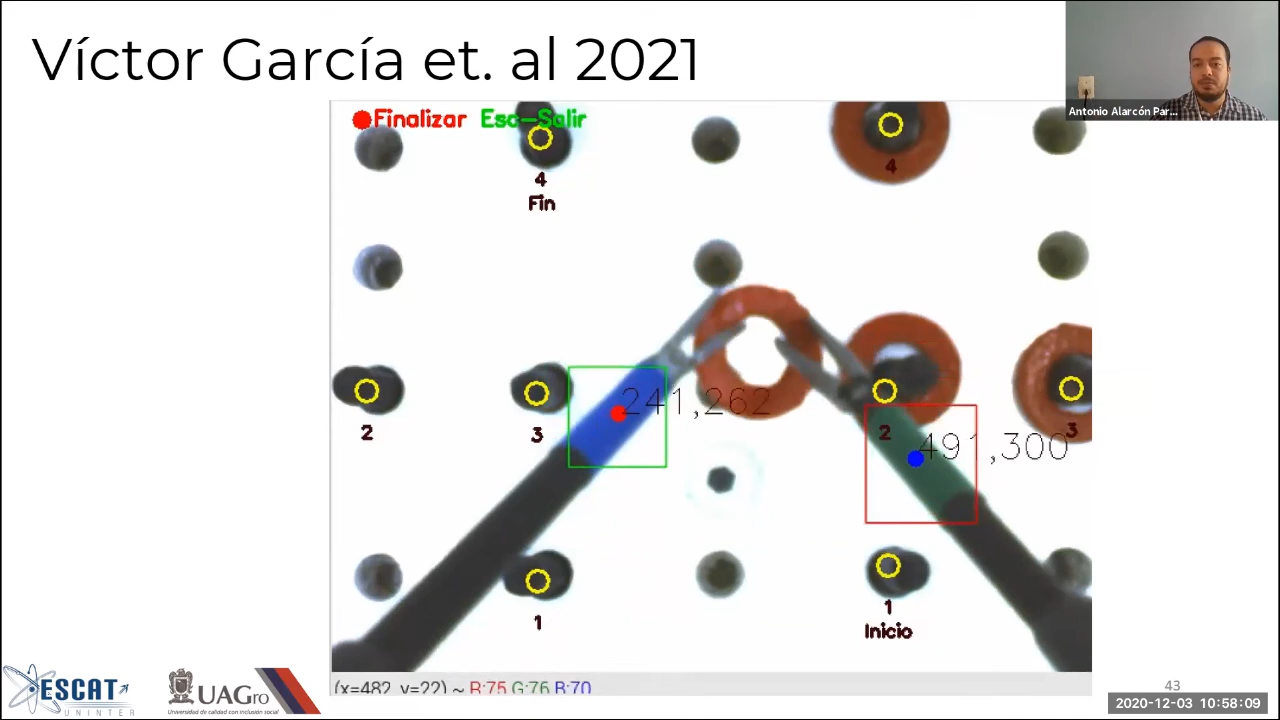 Víctor García et. al 2021
Antonio Alarcón Par...
Finalizar Esc-Salir
4
Fin
4
241,262
2
3
2
3
491,300
1
1
Inicio
(x=482, y=22) ~ R:75 G:76 B:70
ESCAT
UNINTER
UAGro
Universidad de calidad con inclusión social
43
2020-12-03 10:58:09